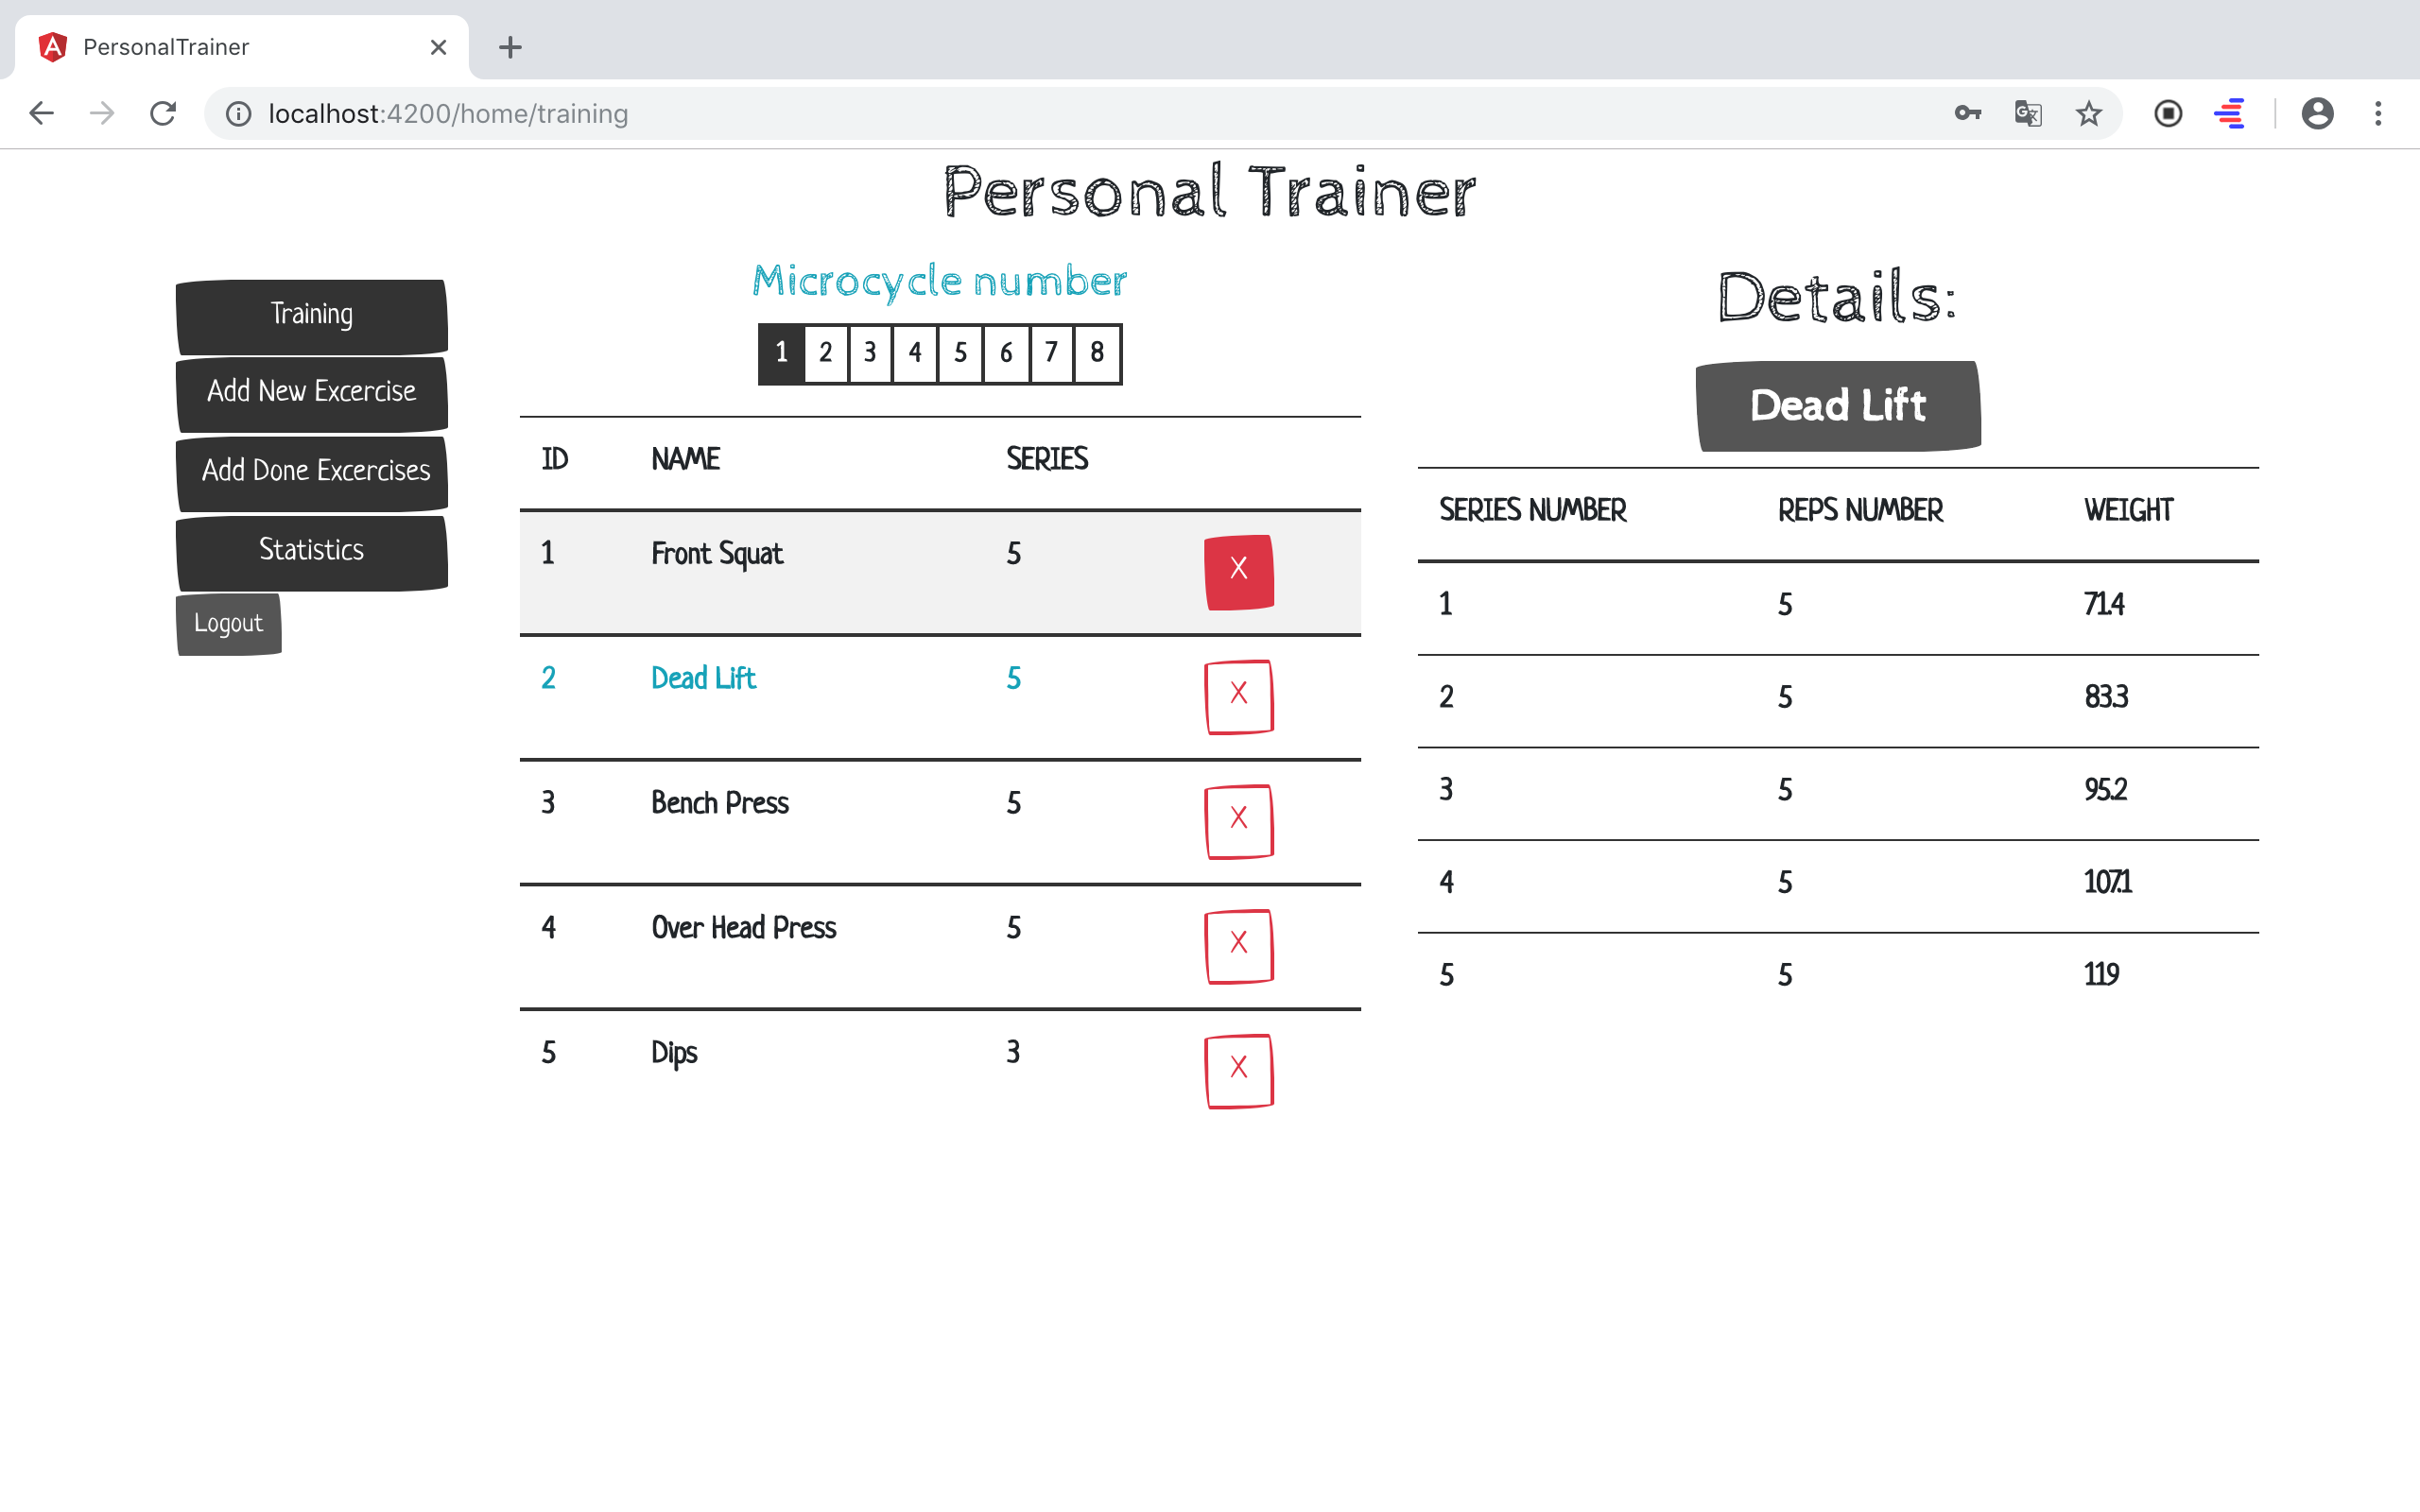 PersonalTrainer
localhost:4200/home/training
Personal Trainer
Training
Add New Excercise
Add Done Excercises
Statistics
Logout
Microcycle number
1 2 3 4 5 6 7 8
ID NAME SERIES
1 Front Squat 5 X
2 Dead Lift 5 X
3 Bench Press 5 X
4 Over Head Press 5 X
5 Dips 3 X
Details:
Dead Lift
SERIES NUMBER REPS NUMBER WEIGHT
1 5 71.4
2 5 83.3
3 5 95.2
4 5 107.1
5 5 119